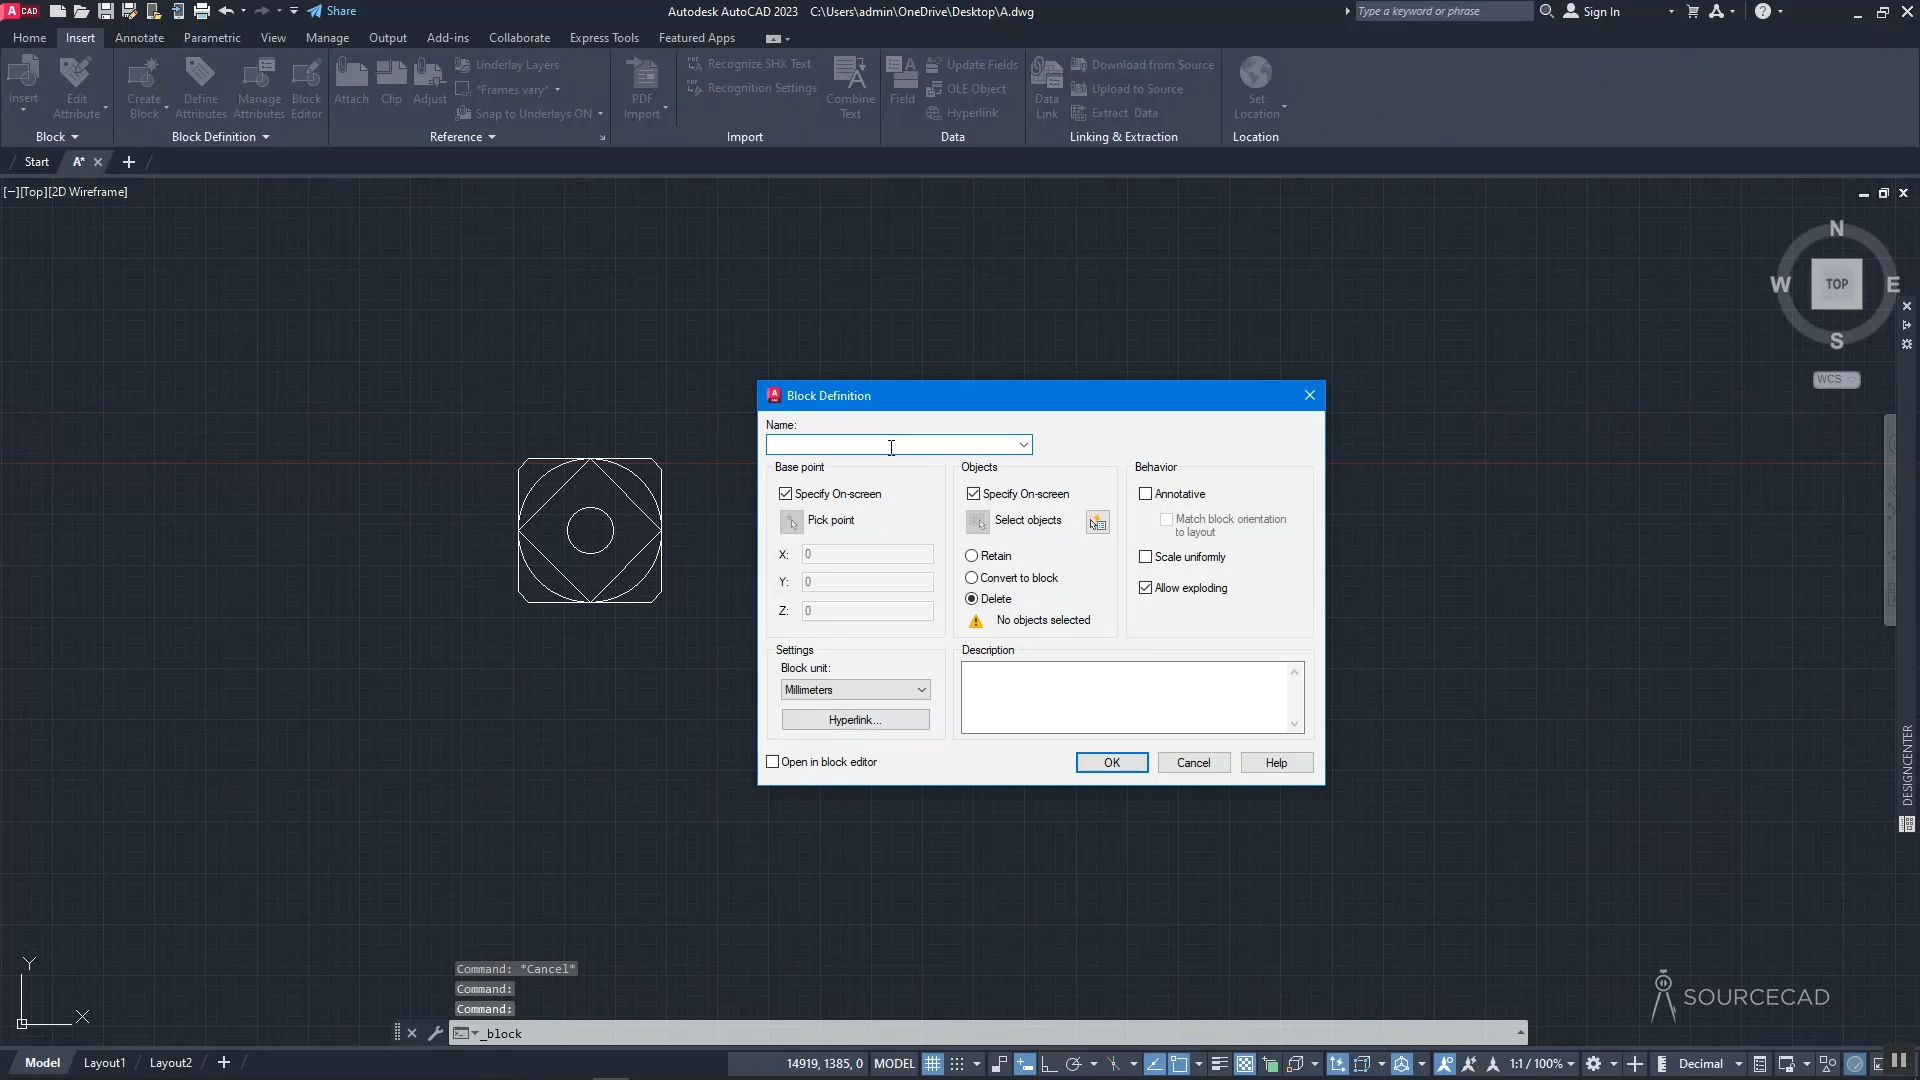 A CAD
Share
Autodesk AutoCAD 2023 C:\Users\admin\OneDrive\Desktop\A.dwg
Type a keyword or phrase
Sign In
Home Insert Annotate Parametric View Manage Output Add-ins Collaborate Express Tools Featured Apps
Insert
Edit Attribute
Create Block
Define Attributes
Manage Attributes
Block Editor
Attach
Clip
Adjust
Underlay Layers
*Frames vary*
Snap to Underlays ON
PDF Import
Recognize SHX Text
Recognition Settings
Combine Text
Field
Update Fields
OLE Object
Hyperlink
Data Link
Download from Source
Upload to Source
Extract Data
Set Location
Block
Block Definition
Reference
Import
Data
Linking & Extraction
Location
Start
A*
[−][Top][2D Wireframe]
N
W
TOP
E
S
WCS
DESIGNCENTER
Block Definition
Name:
Base point
Specify On-screen
Pick point
X: 0
Y: 0
Z: 0
Objects
Specify On-screen
Select objects
Retain
Convert to block
Delete
No objects selected
Behavior
Annotative
Match block orientation
to layout
Scale uniformly
Allow exploding
Settings
Block unit:
Millimeters
Hyperlink...
Description
Open in block editor
OK
Cancel
Help
Y
X
Command: *Cancel*
Command:
Command:
_block
SOURCECAD
Model Layout1 Layout2
14919, 1385, 0 MODEL
1:1 / 100%
Decimal